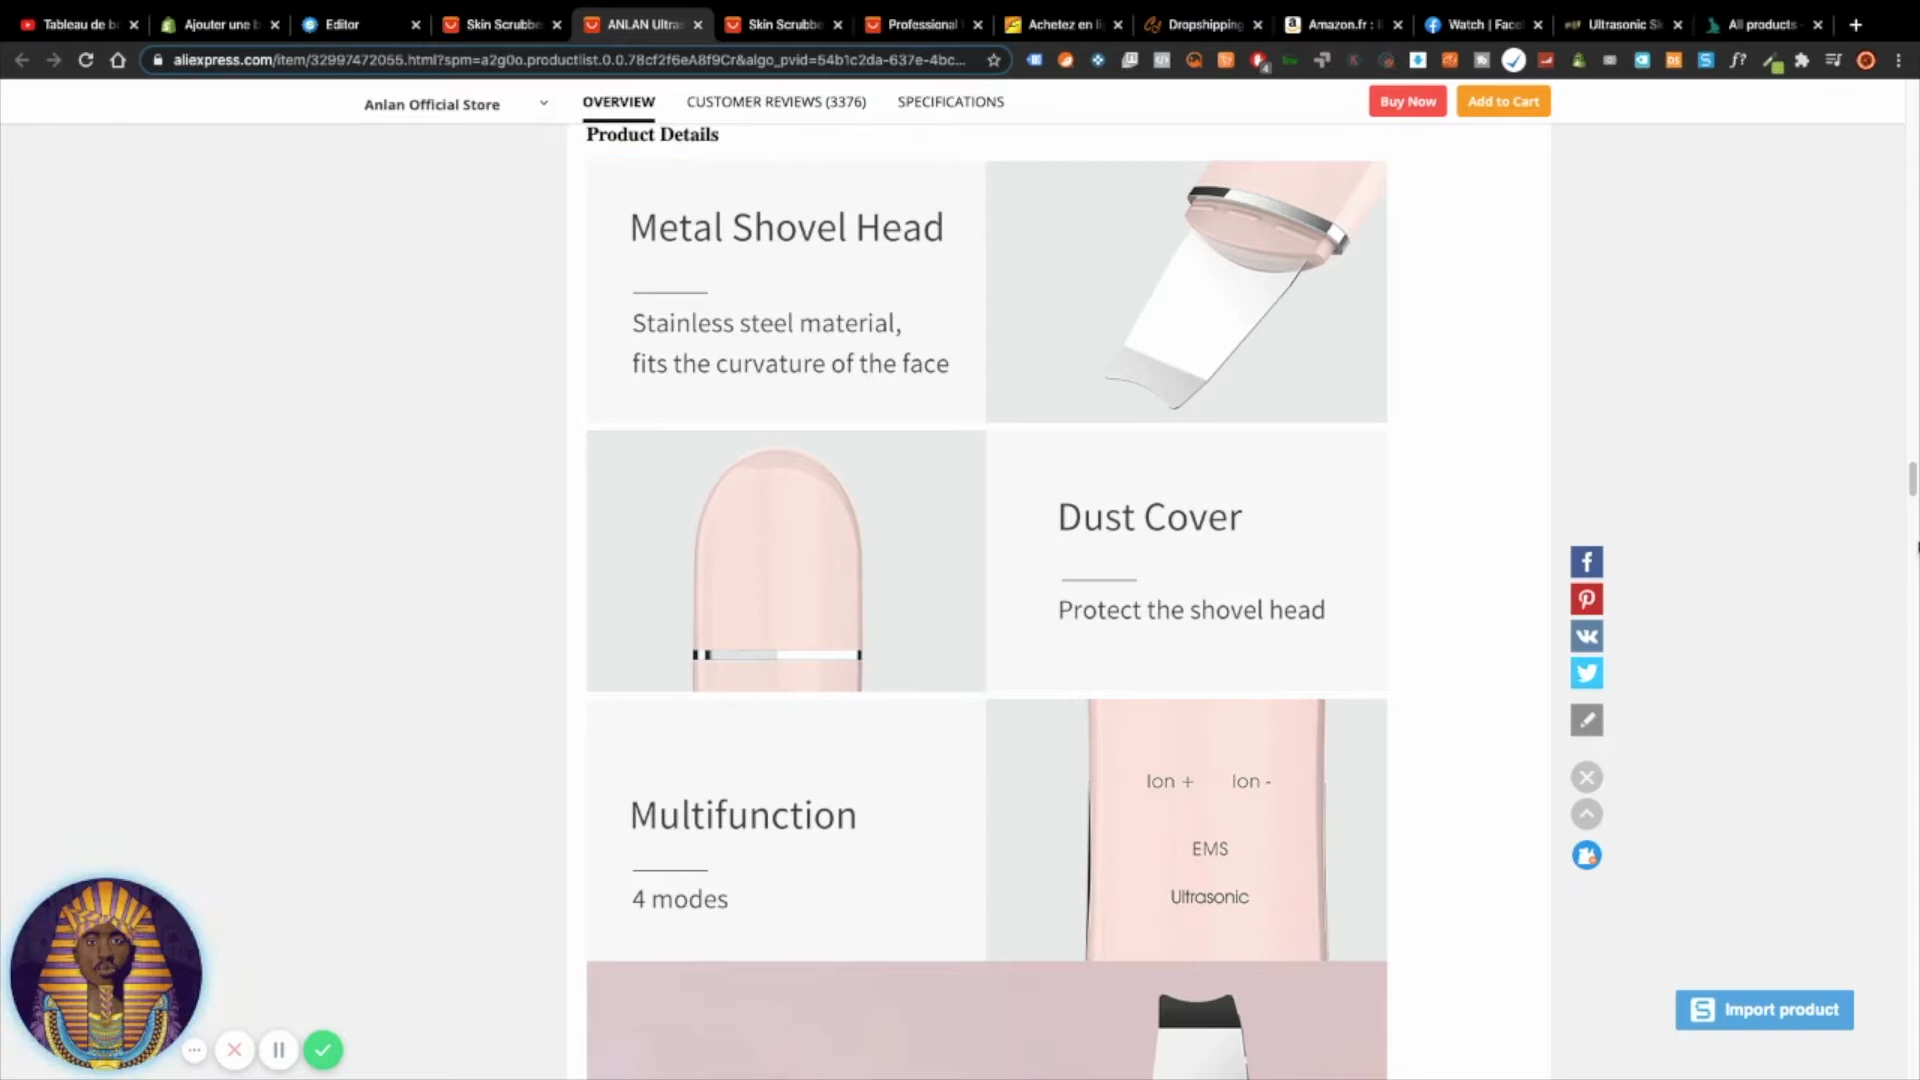 Tableau de b
Ajouter une b
Editor
Skin Scrubbe
ANLAN Ultras
Skin Scrubbe
Professional
Achetez en li
Dropshipping
Amazon.fr :
Watch | Face
Ultrasonic Sk
All products
aliexpress.com/item/32997472055.html?spm=a2g0o.productlist.0.0.78cf2f6eA8f9Cr&algo_pvid=54b1c2da-637e-4bc...
Anlan Official Store
OVERVIEW
CUSTOMER REVIEWS (3376)
SPECIFICATIONS
Buy Now
Add to Cart
Product Details
Metal Shovel Head
Stainless steel material,
fits the curvature of the face
Dust Cover
Protect the shovel head
Multifunction
4 modes
Ion + Ion -
EMS
Ultrasonic
Import product